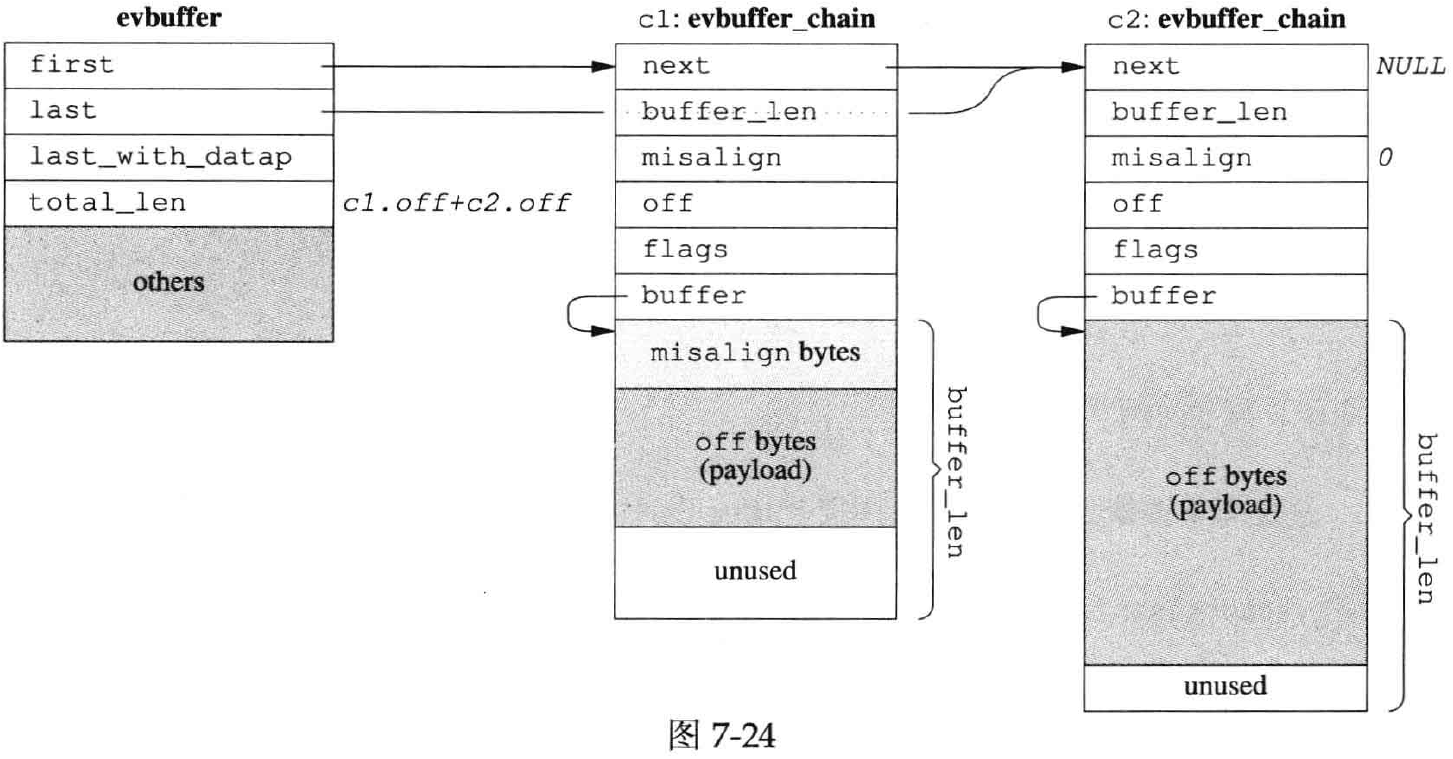 evbuffer
first
last
last_with_datap
total_len
c1.off+c2.off
others
c1: evbuffer_chain
next
buffer_len
misalign
off
flags
buffer
misalign bytes
off bytes
(payload)
unused
buffer_len
c2: evbuffer_chain
next
NULL
buffer_len
misalign
0
off
flags
buffer
off bytes
(payload)
unused
buffer_len
图 7-24